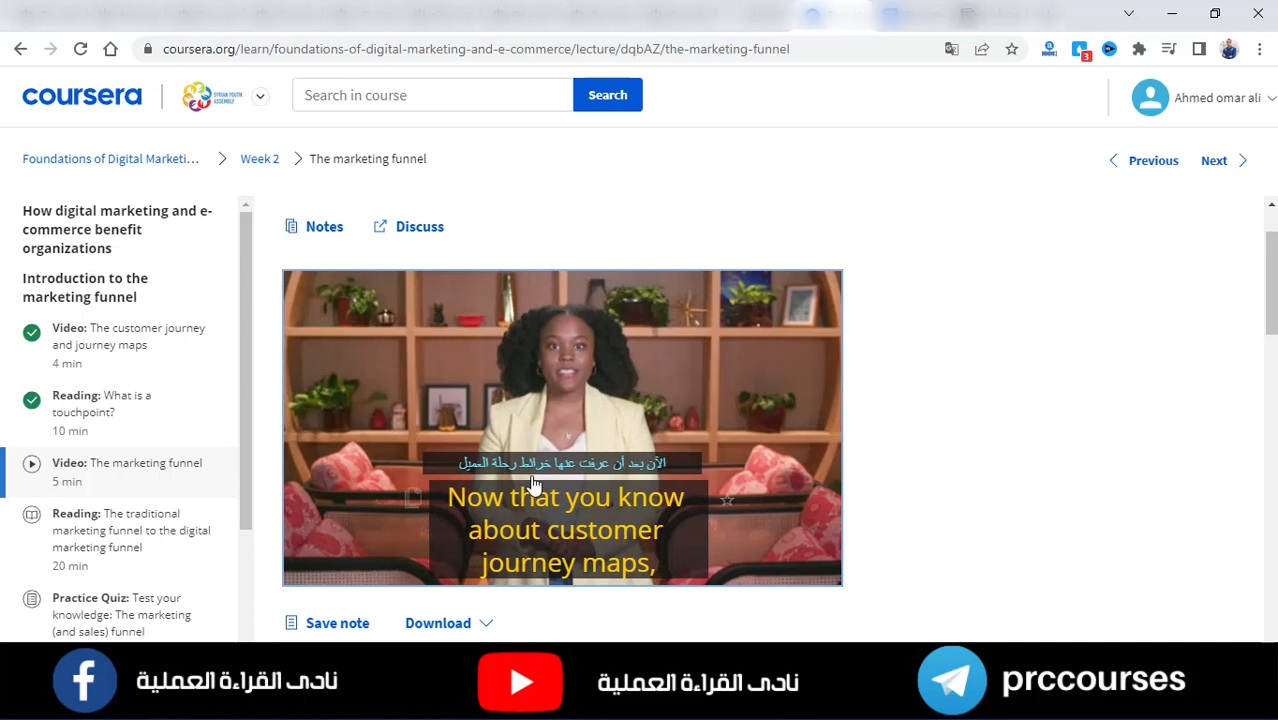 coursera.org/learn/foundations-of-digital-marketing-and-e-commerce/lecture/dqbAZ/the-marketing-funnel
3
coursera
SYRIAN YOUTH
ASSEMBLY
Search in course
Search
Ahmed omar ali
Foundations of Digital Marketi...
Week 2
The marketing funnel
Previous
Next
How digital marketing and e-
commerce benefit
organizations
Introduction to the
marketing funnel
Video: The customer journey
and journey maps
4 min
Reading: What is a
touchpoint?
10 min
Video: The marketing funnel
5 min
Reading: The traditional
marketing funnel to the digital
marketing funnel
20 min
Practice Quiz: Test your
knowledge: The marketing
(and sales) funnel
Notes
Discuss
الآن بعد أن عرفت عنها خرائط رحلة العميل
Now that you know
about customer
journey maps,
Save note
Download
نادى القراءة العملية
نادى القراءة العملية
prccourses